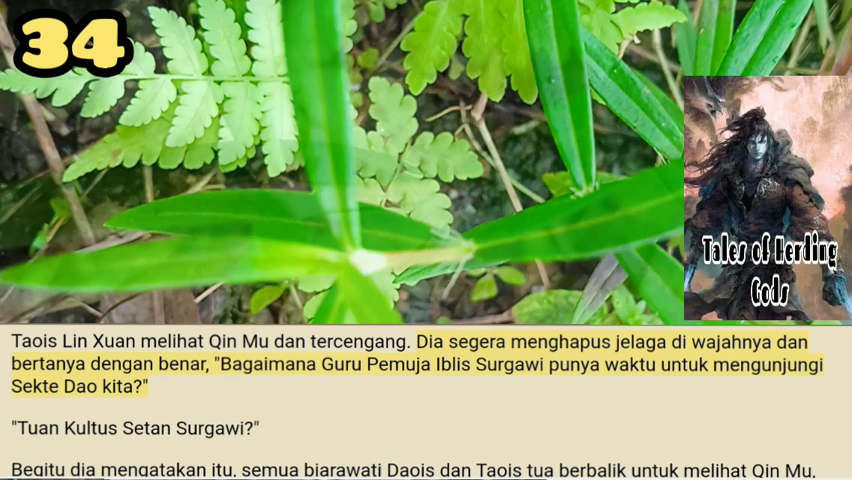 34
Tales of Herding
Gods
Taois Lin Xuan melihat Qin Mu dan tercengang. Dia segera menghapus jelaga di wajahnya dan
bertanya dengan benar, "Bagaimana Guru Pemuja Iblis Surgawi punya waktu untuk mengunjungi
Sekte Dao kita?"
"Tuan Kultus Setan Surgawi?"
Begitu dia mengatakan itu, semua biarawati Daois dan Taois tua berbalik untuk melihat Qin Mu,